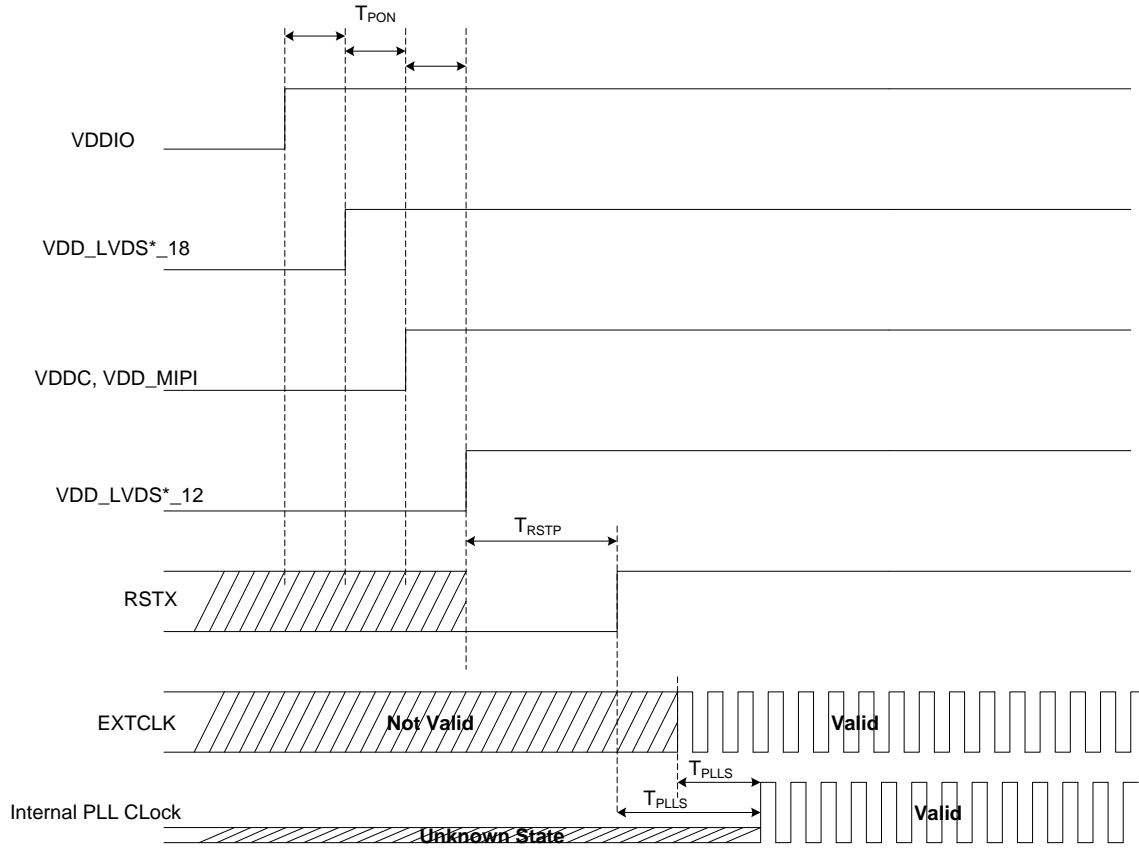 TPON
VDDIO
VDD_LVDS*_18
VDDC, VDD_MIPI
VDD_LVDS*_12
TRSTP
RSTX
EXTCLK
Not Valid
Valid
TPLLS
TPLLS
Internal PLL CLock
Valid
Unknown State